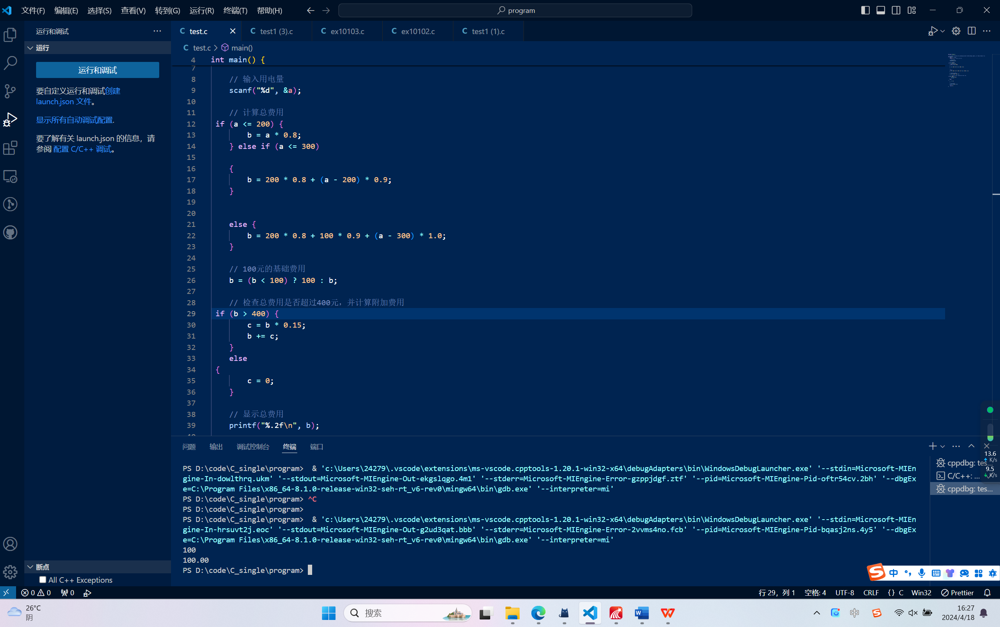 文件(F) 编辑(E) 选择(S) 查看(V) 转到(G) 运行(R) 终端(T) 帮助(H)
program
运行和调试
运行
运行和调试
要自定义运行和调试创建
launch.json 文件。
显示所有自动调试配置.
要了解有关 launch.json 的信息，请
参阅 配置 C/C++ 调试。
C test.c
C test1 (3).c
C ex10103.c
C ex10102.c
C test1 (1).c
C test.c > main()
4 int main() {
7
8 // 输入用电量
9 scanf("%d", &a);
10
11 // 计算总费用
12 if (a <= 200) {
13 b = a * 0.8;
14 } else if (a <= 300)
15
16 {
17 b = 200 * 0.8 + (a - 200) * 0.9;
18 }
19
20
21 else {
22 b = 200 * 0.8 + 100 * 0.9 + (a - 300) * 1.0;
23 }
24
25 // 100元的基础费用
26 b = (b < 100) ? 100 : b;
27
28 // 检查总费用是否超过400元，并计算附加费用
29 if (b > 400) {
30 c = b * 0.15;
31 b += c;
32 }
33 else
34 {
35 c = 0;
36 }
37
38 // 显示总费用
39 printf("%.2f\n", b);
问题 输出 调试控制台 终端 端口
PS D:\code\C_single\program>  & 'c:\Users\24279\.vscode\extensions\ms-vscode.cpptools-1.20.1-win32-x64\debugAdapters\bin\WindowsDebugLauncher.exe' '--stdin=Microsoft-MIEn
gine-In-dowlthrq.ukm' '--stdout=Microsoft-MIEngine-Out-ekgslqgo.4m1' '--stderr=Microsoft-MIEngine-Error-gzppjdgf.ztf' '--pid=Microsoft-MIEngine-Pid-oftr54cv.2bh' '--dbgEx
e=C:\Program Files\x86_64-8.1.0-release-win32-seh-rt_v6-rev0\mingw64\bin\gdb.exe' '--interpreter=mi'
PS D:\code\C_single\program> ^C
PS D:\code\C_single\program>
PS D:\code\C_single\program>  & 'c:\Users\24279\.vscode\extensions\ms-vscode.cpptools-1.20.1-win32-x64\debugAdapters\bin\WindowsDebugLauncher.exe' '--stdin=Microsoft-MIEn
gine-In-hrsuvt2j.eoc' '--stdout=Microsoft-MIEngine-Out-g2ud3qat.bbb' '--stderr=Microsoft-MIEngine-Error-2vvms4no.fcb' '--pid=Microsoft-MIEngine-Pid-bqasj2ns.4y5' '--dbgEx
e=C:\Program Files\x86_64-8.1.0-release-win32-seh-rt_v6-rev0\mingw64\bin\gdb.exe' '--interpreter=mi'
100
100.00
PS D:\code\C_single\program>
13.6
K/s
cppdbg: tes...
9.5
K/s
C/C++: ...
cppdbg: tes...
断点
All C++ Exceptions
中
0 0 0
行 29，列 1 空格: 4 UTF-8 CRLF {} C Win32 Prettier
26°C
阴
搜索
中
16:27
2024/4/18